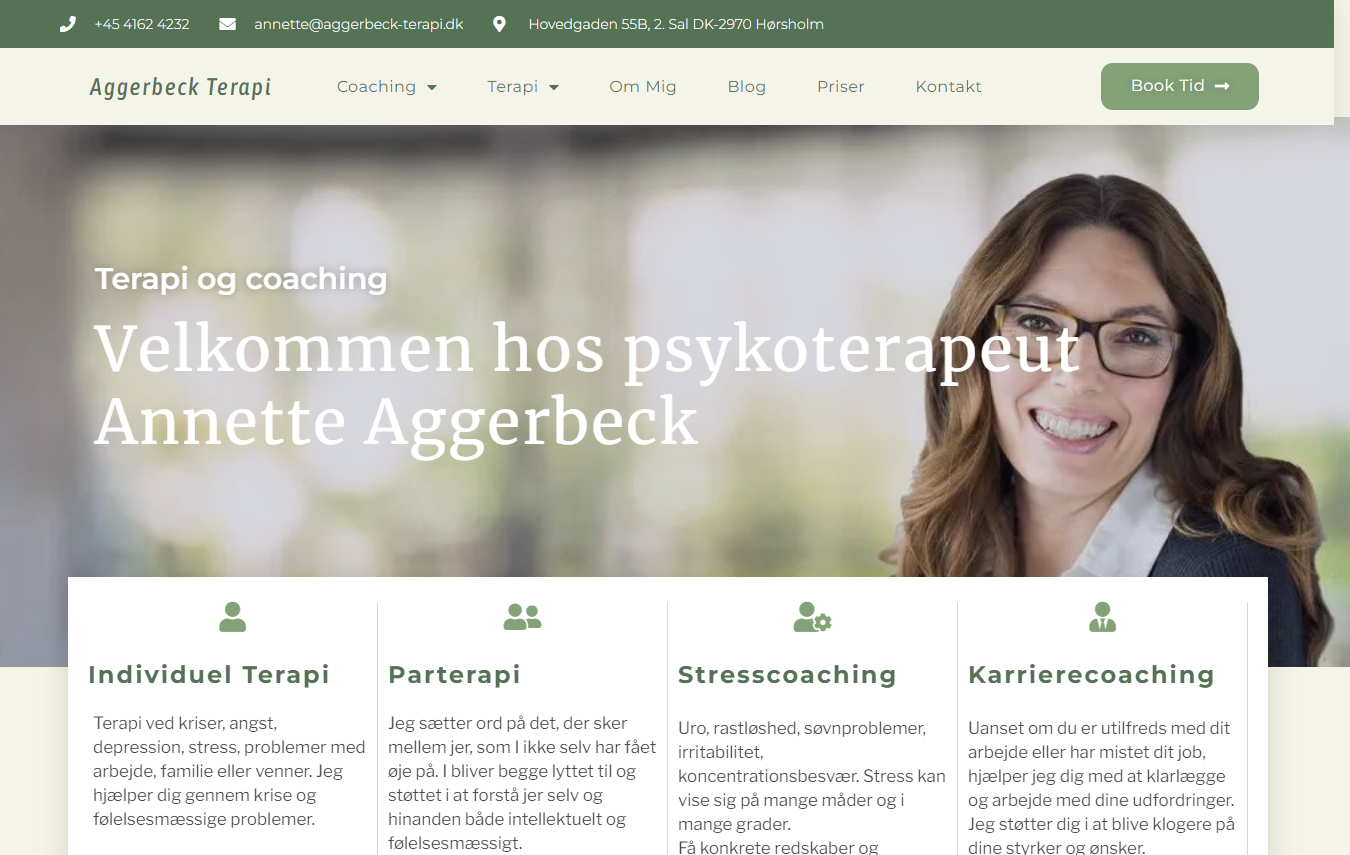 +45 4162 4232 annette@aggerbeck-terapi.dk Hovedgaden 55B, 2. Sal DK-2970 Hørsholm
Aggerbeck Terapi Coaching Terapi Om Mig Blog Priser Kontakt Book Tid
Terapi og coaching
Velkommen hos psykoterapeut
Annette Aggerbeck
Individuel Terapi
Terapi ved kriser, angst,
depression, stress, problemer med
arbejde, familie eller venner. Jeg
hjælper dig gennem krise og
følelsesmæssige problemer.
Parterapi
Jeg sætter ord på det, der sker
mellem jer, som I ikke selv har fået
øje på. I bliver begge lyttet til og
støttet i at forstå jer selv og
hinanden både intellektuelt og
følelsesmæssigt.
Stresscoaching
Uro, rastløshed, søvnproblemer,
irritabilitet,
koncentrationsbesvær. Stress kan
vise sig på mange måder og i
mange grader.
Få konkrete redskaber og
Karrierecoaching
Uanset om du er utilfreds med dit
arbejde eller har mistet dit job,
hjælper jeg dig med at klarlægge
og arbejde med dine udfordringer.
Jeg støtter dig i at blive klogere på
dine styrker og ønsker.